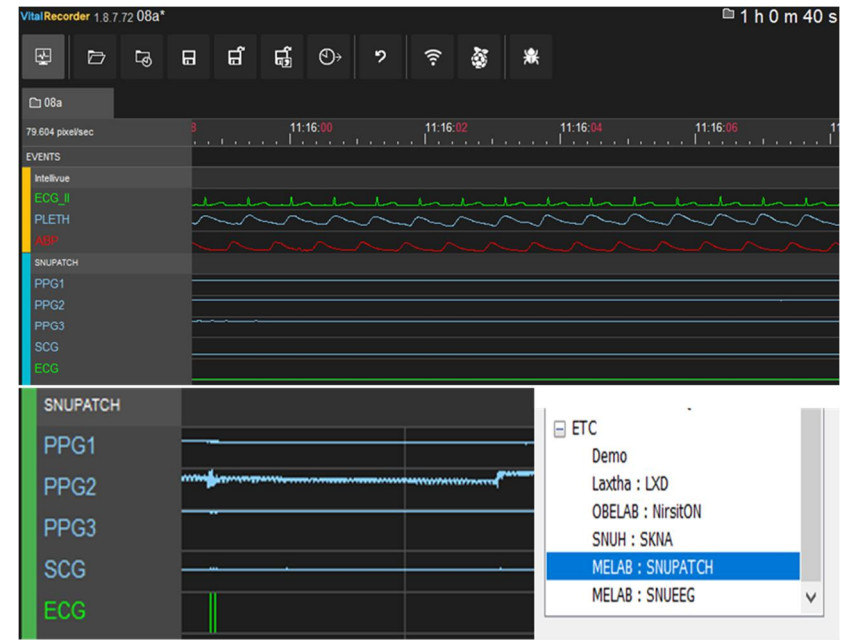 VitalRecorder 1.8.7.72 08a*
1 h 0 m 40 s
08a
79.604 pixel/sec
8 11:16:00 11:16:02 11:16:04 11:16:06 11
EVENTS
Intellivue
ECG_II
PLETH
ABP
SNUPATCH
PPG1
PPG2
PPG3
SCG
ECG
SNUPATCH
PPG1
PPG2
PPG3
SCG
ECG
ETC
Demo
Laxtha : LXD
OBELAB : NirsitON
SNUH : SKNA
MELAB : SNUPATCH
MELAB : SNUEEG